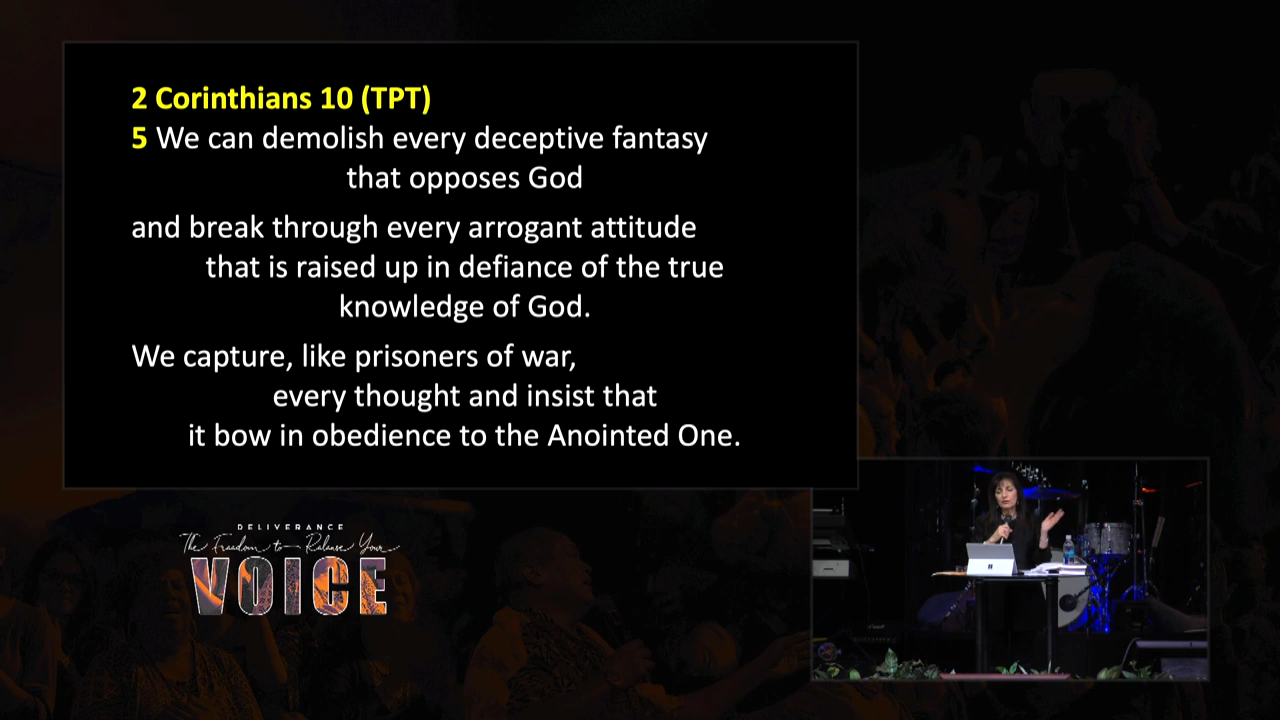 2 Corinthians 10 (TPT)
5 We can demolish every deceptive fantasy
that opposes God
and break through every arrogant attitude
that is raised up in defiance of the true
knowledge of God.
We capture, like prisoners of war,
every thought and insist that
it bow in obedience to the Anointed One.
DELIVERANCE
The Freedom to Release Your
VOICE